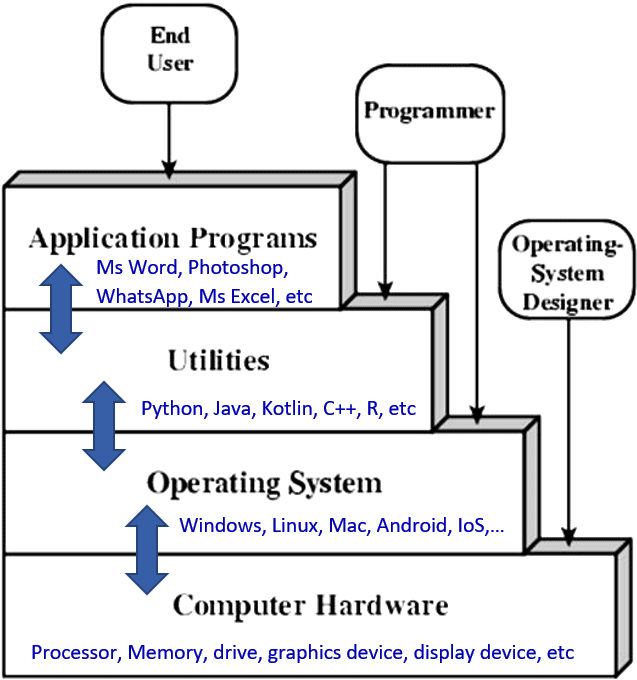 End
User
Programmer
Application Programs
Ms Word, Photoshop,
WhatsApp, Ms Excel, etc
Operating-
System
Designer
Utilities
Python, Java, Kotlin, C++, R, etc
Operating System
Windows, Linux, Mac, Android, IoS,...
Computer Hardware
Processor, Memory, drive, graphics device, display device, etc